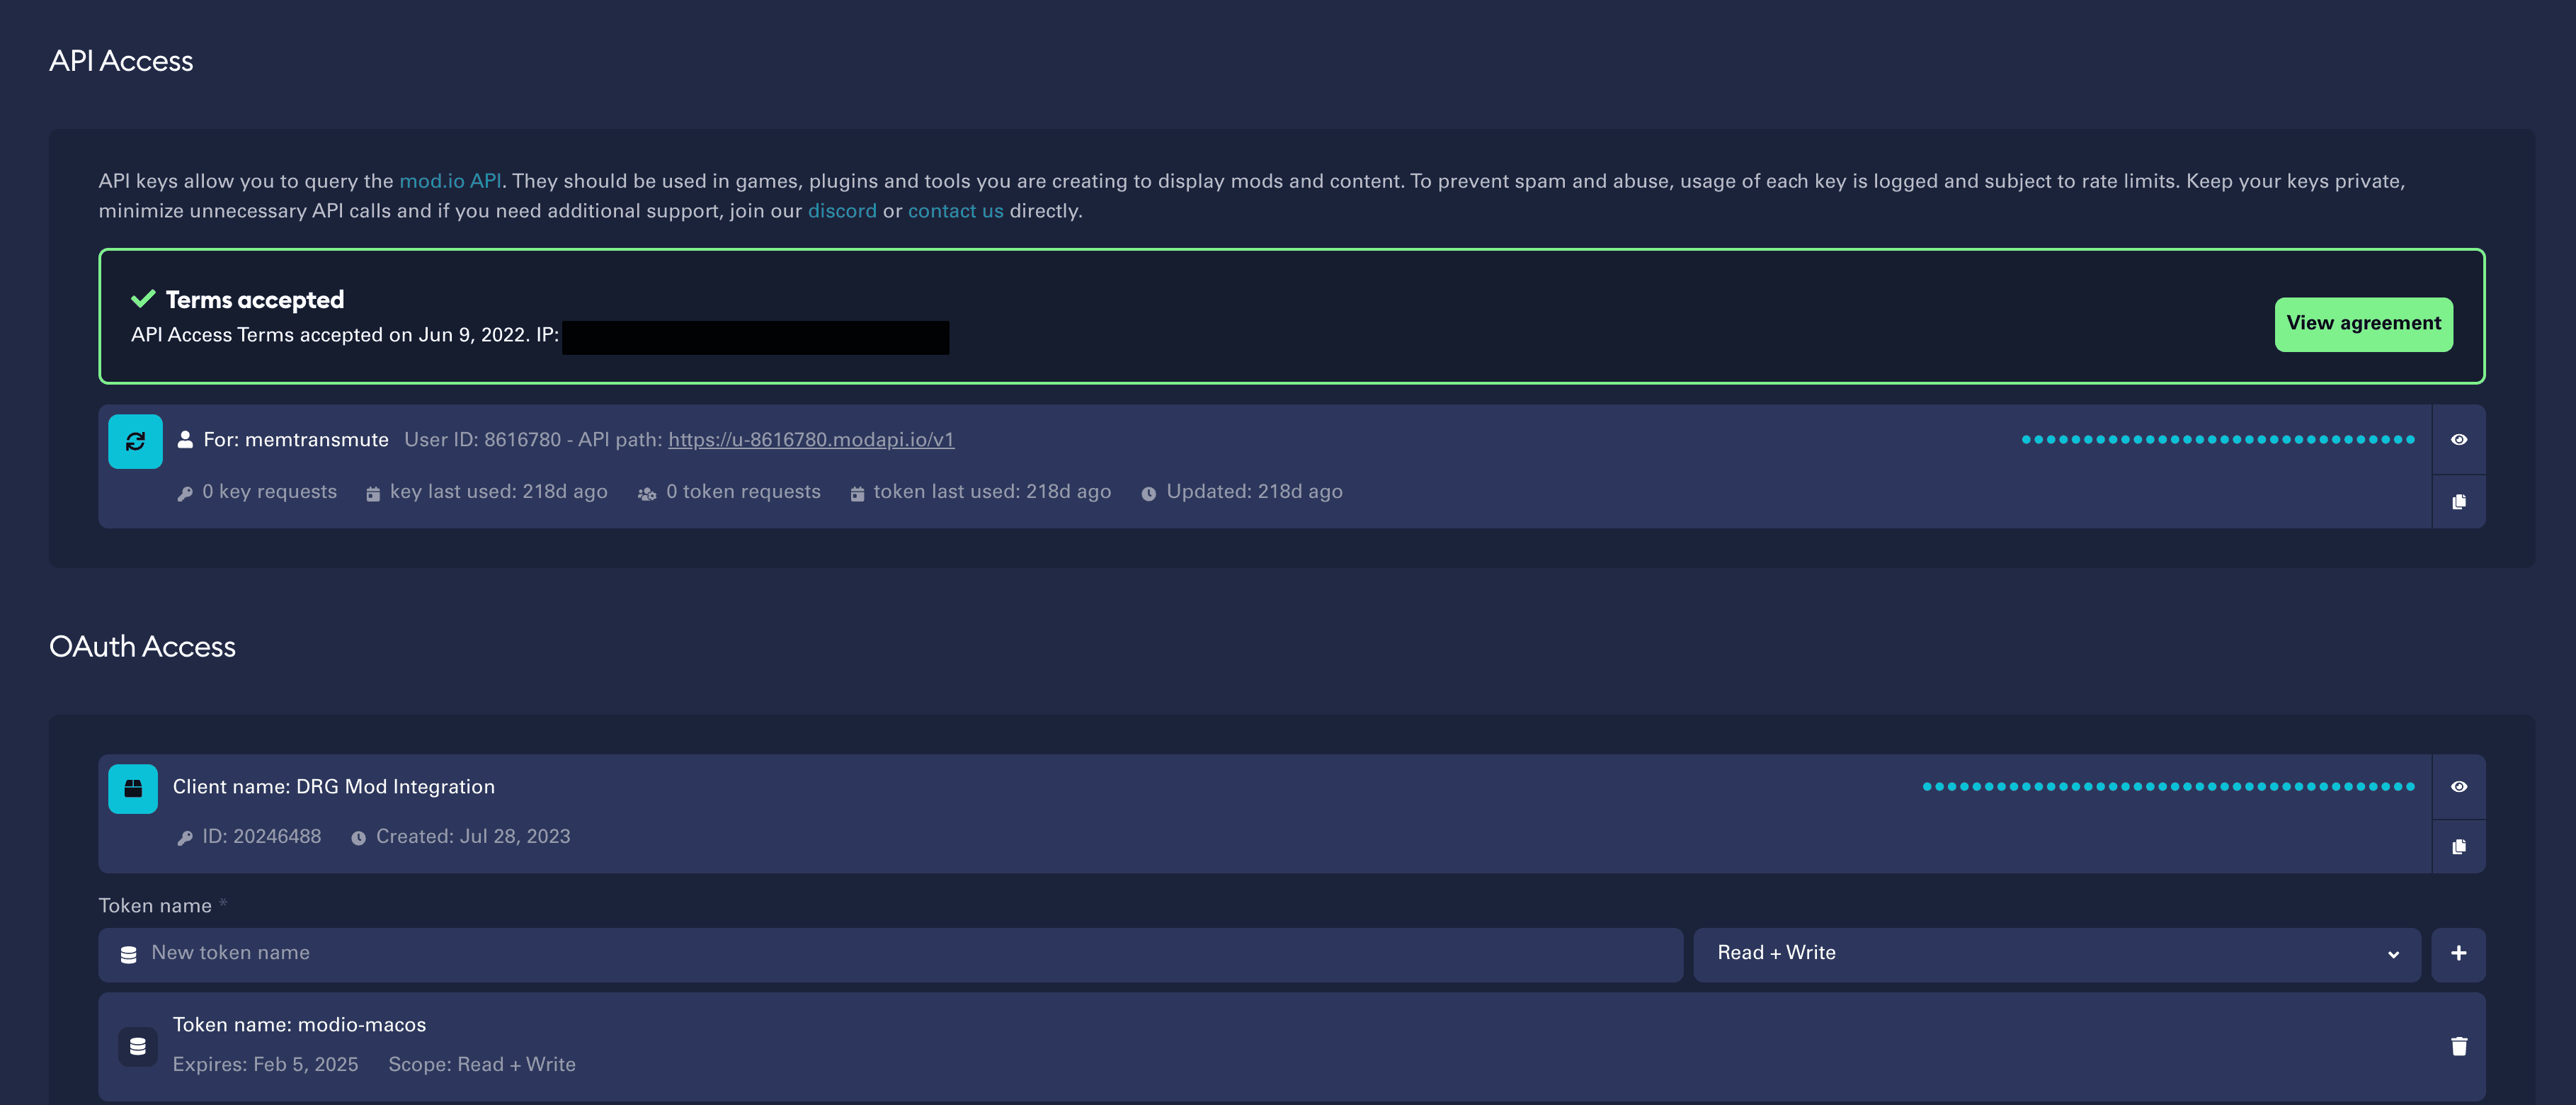 API Access
API keys allow you to query the mod.io API. They should be used in games, plugins and tools you are creating to display mods and content. To prevent spam and abuse, usage of each key is logged and subject to rate limits. Keep your keys private,
minimize unnecessary API calls and if you need additional support, join our discord or contact us directly.
Terms accepted
API Access Terms accepted on Jun 9, 2022. IP:
View agreement
For: memtransmute User ID: 8616780 - API path: https://u-8616780.modapi.io/v1
0 key requests key last used: 218d ago 0 token requests token last used: 218d ago Updated: 218d ago
OAuth Access
Client name: DRG Mod Integration
ID: 20246488 Created: Jul 28, 2023
Token name *
New token name Read + Write
Token name: modio-macos
Expires: Feb 5, 2025 Scope: Read + Write